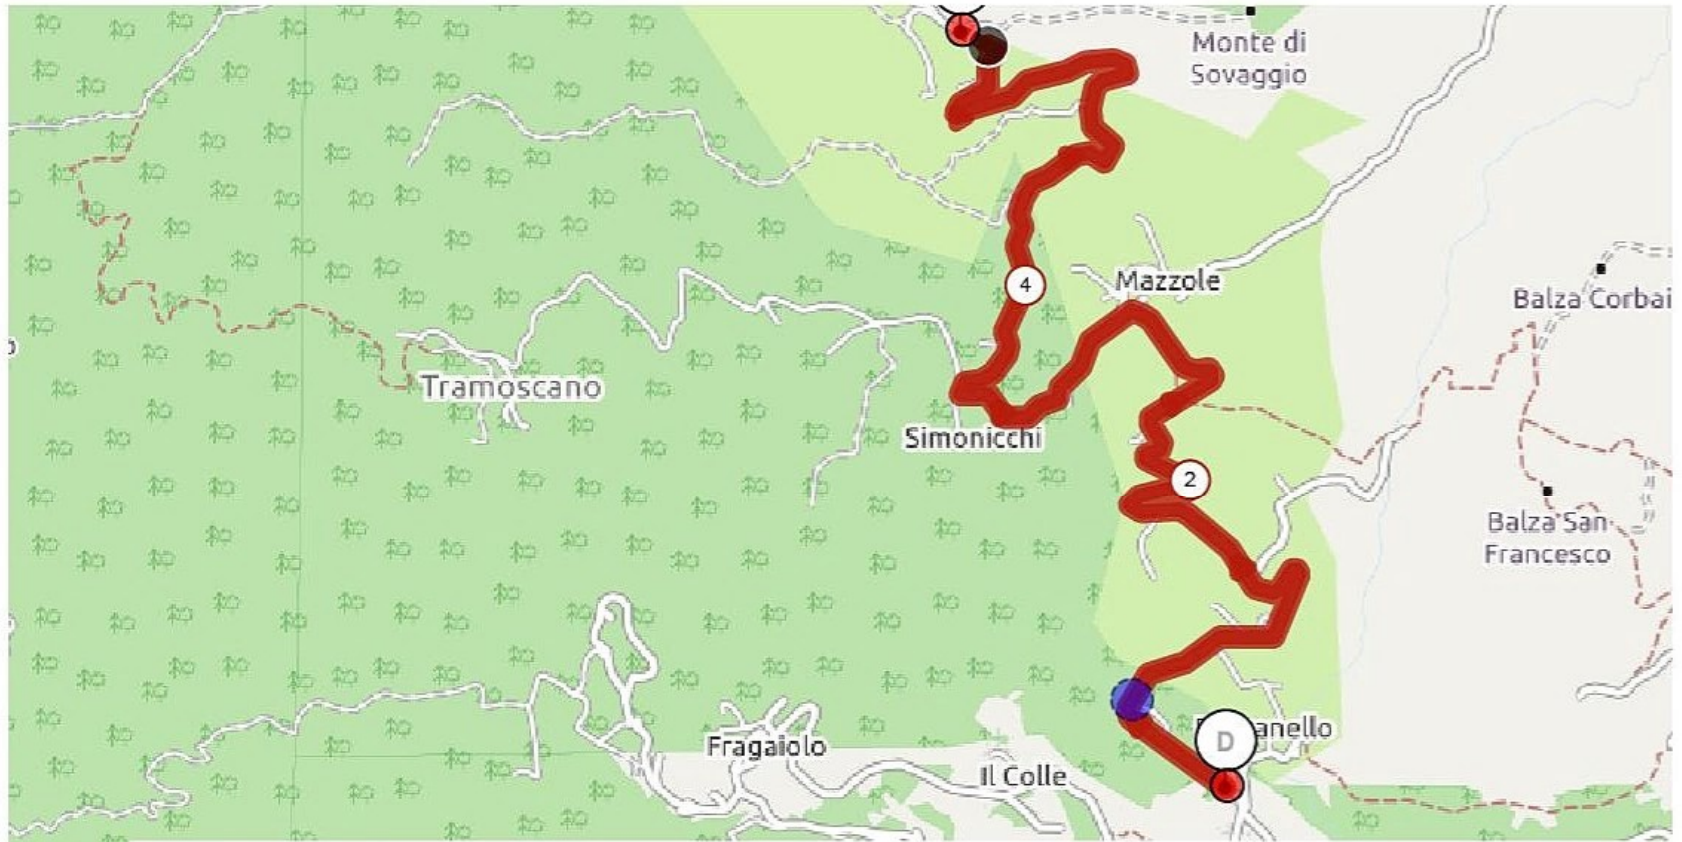 Monte di
Sovaggio
Mazzole
4
Balza Corbai
Tramoscano
Simonicchi
2
Balza San
Francesco
anello
D
Fragaiolo
Il Colle